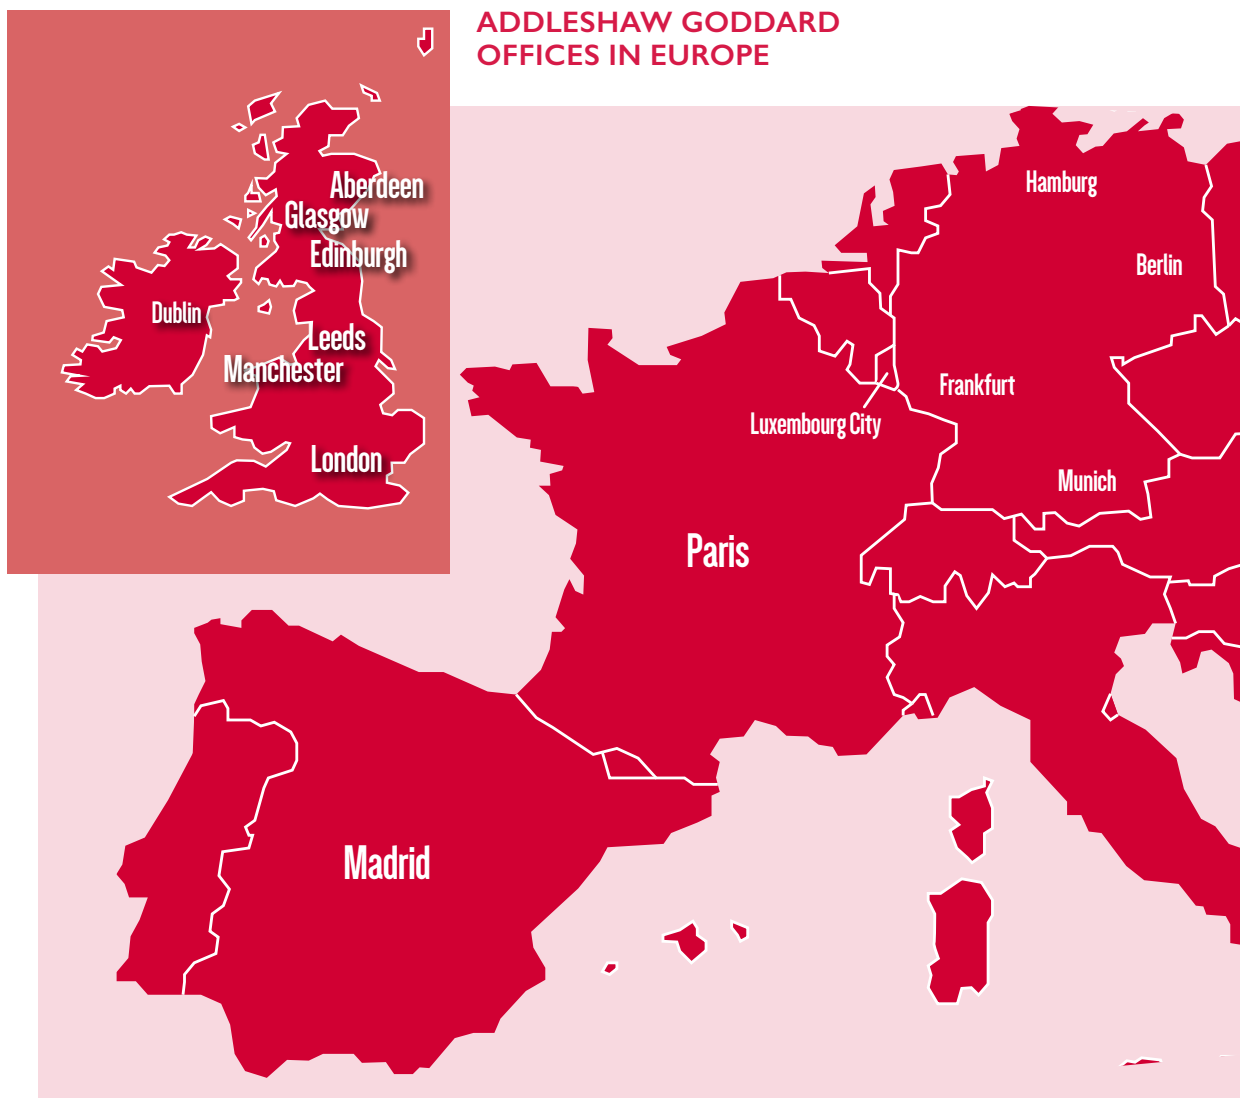 ADDLESHAW GODDARD
OFFICES IN EUROPE
Aberdeen
Glasgow
Edinburgh
Dublin
Leeds
Manchester
London
Hamburg
Berlin
Frankfurt
Luxembourg City
Munich
Paris
Madrid